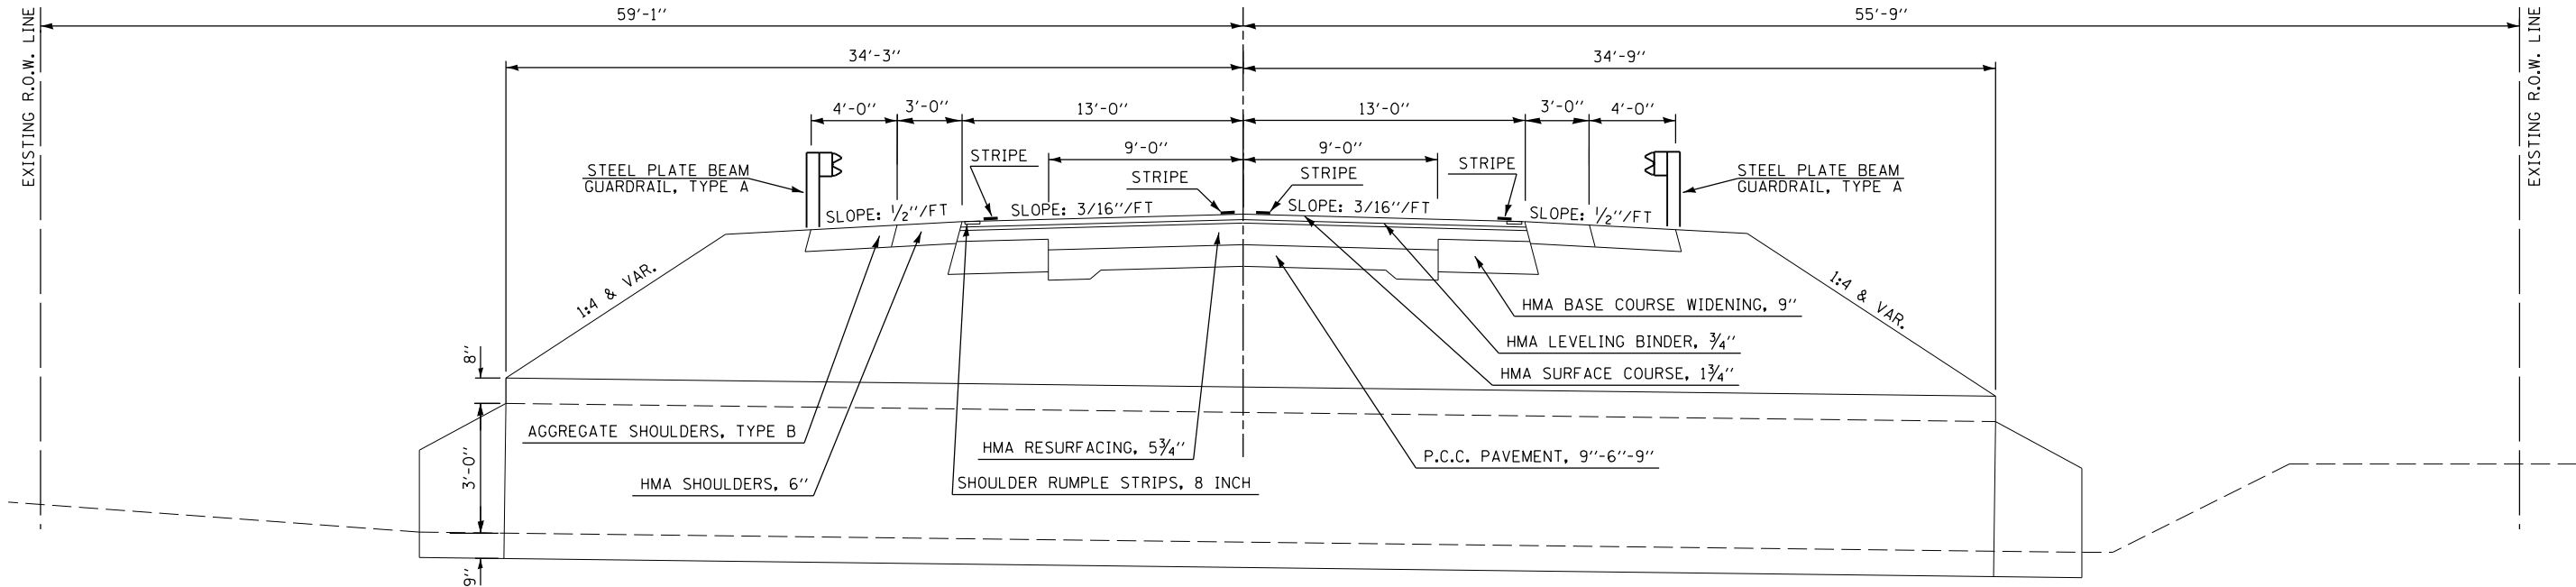 59'-1"
55'-9"
EXISTING R.O.W. LINE
EXISTING R.O.W. LINE
34'-3"
34'-9"
4'-0"
3'-0"
13'-0"
13'-0"
3'-0"
4'-0"
9'-0"
9'-0"
STRIPE
STRIPE
STRIPE
STRIPE
STEEL PLATE BEAM
GUARDRAIL, TYPE A
STEEL PLATE BEAM
GUARDRAIL, TYPE A
SLOPE: 1/2"/FT
SLOPE: 3/16"/FT
SLOPE: 3/16"/FT
SLOPE: 1/2"/FT
1:4 & VAR.
1:4 & VAR.
HMA BASE COURSE WIDENING, 9"
HMA LEVELING BINDER, 3/4"
HMA SURFACE COURSE, 1 3/4"
8"
AGGREGATE SHOULDERS, TYPE B
HMA RESURFACING, 5 3/4"
P.C.C. PAVEMENT, 9"-6"-9"
3'-0"
HMA SHOULDERS, 6"
SHOULDER RUMPLE STRIPS, 8 INCH
9"